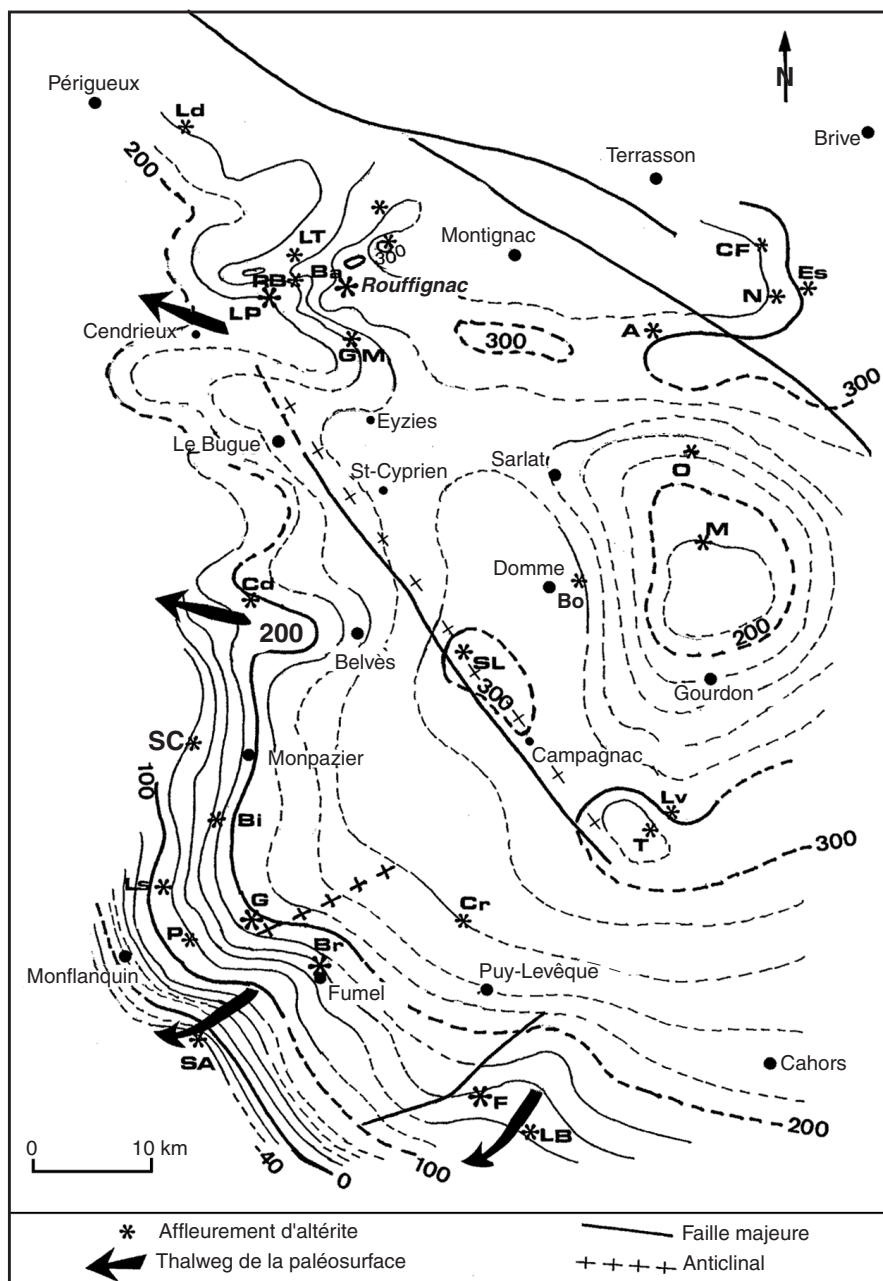 N
Périgueux
Ld
Brive
Terrasson
200
CF
LT
Montignac
Es
300
Ba
RB
Rouffignac
N
LP
A
300
Cendrieux
G M
300
Eyzies
Le Bugue
St-Cyprien
Sarlat
O
M
Domme
Cd
Bo
200
200
Belvès
SL
300
Gourdon
SC
Campagnac
Monpazier
100
Lv
Bi
T
300
Ls
G
Cr
P
Br
Monflanquin
Fumel
Puy-Levêque
SA
Cahors
F
200
0 10 km
LB
-40
0
100
Affleurement d'altérite
Faille majeure
Thalweg de la paléosurface
Anticlinal